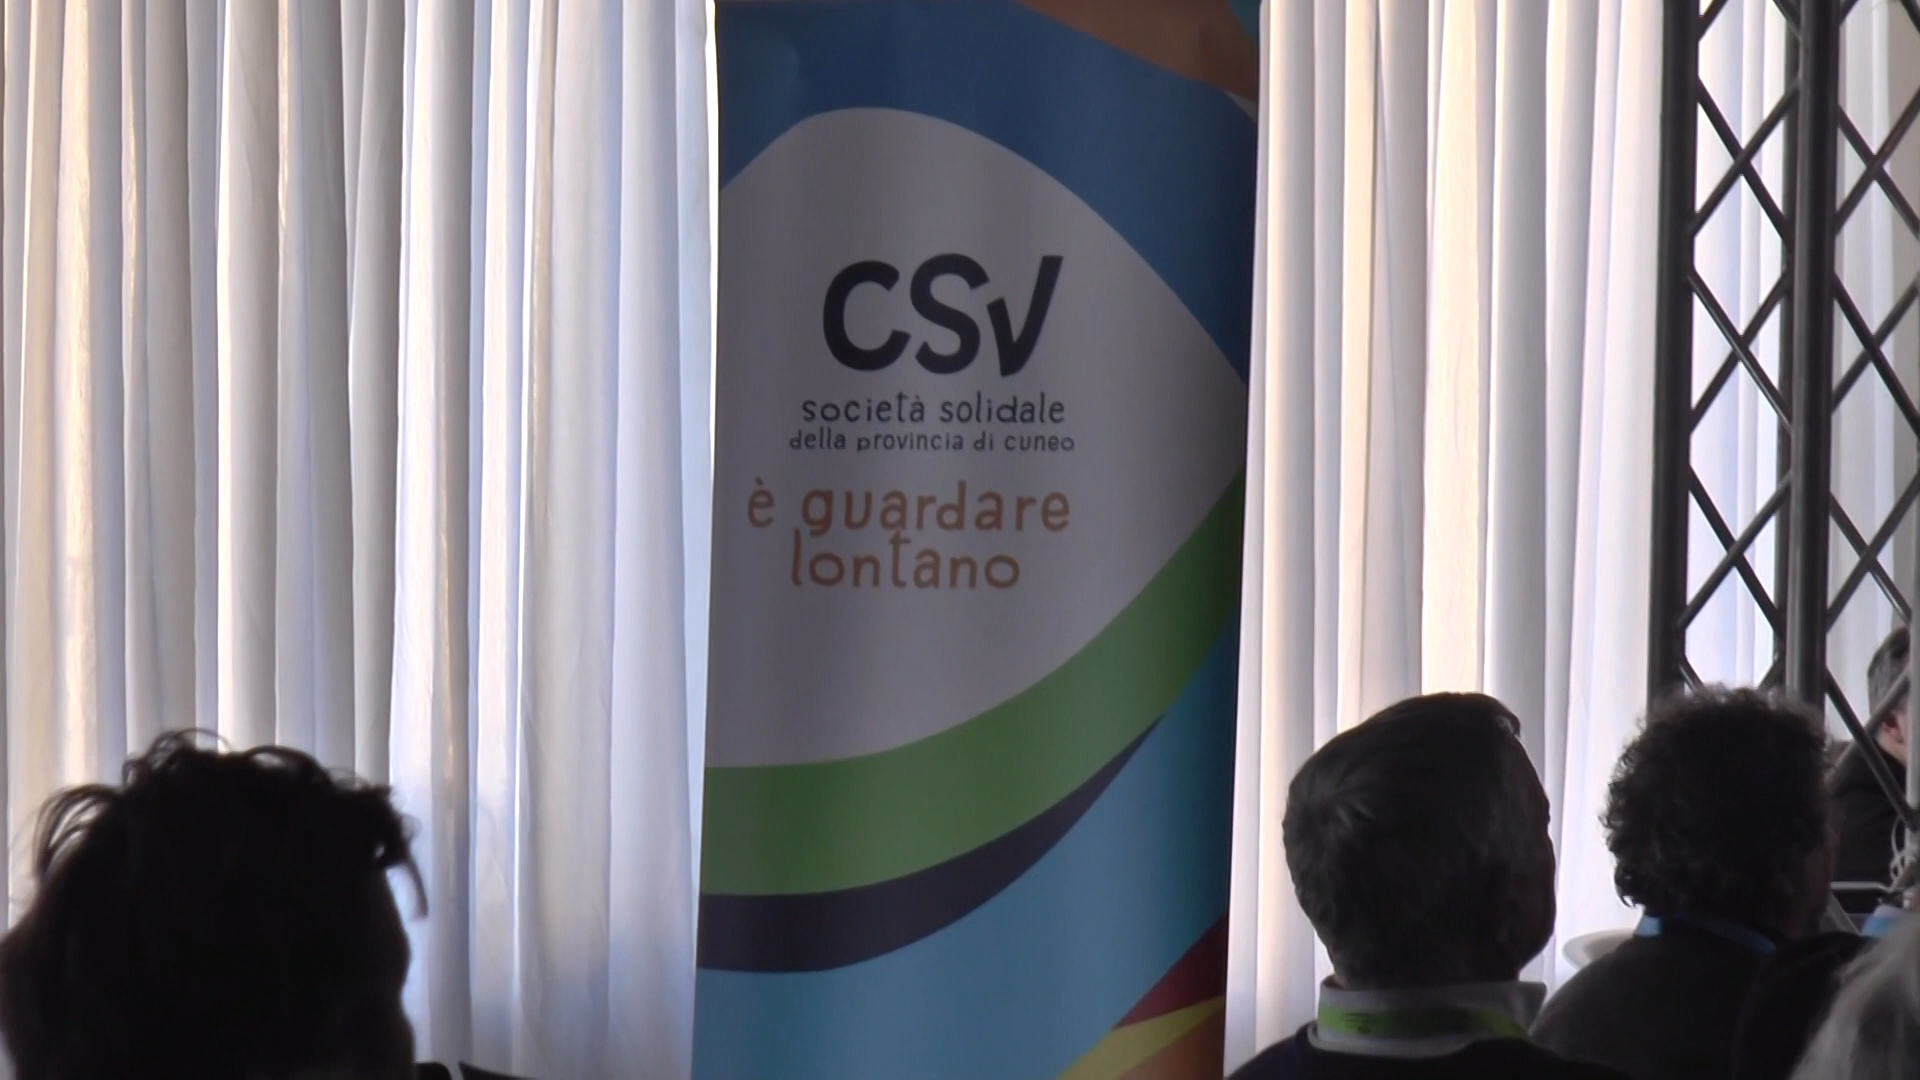 CSV
società solidale
della provincia di cuneo
è guardare
lontano